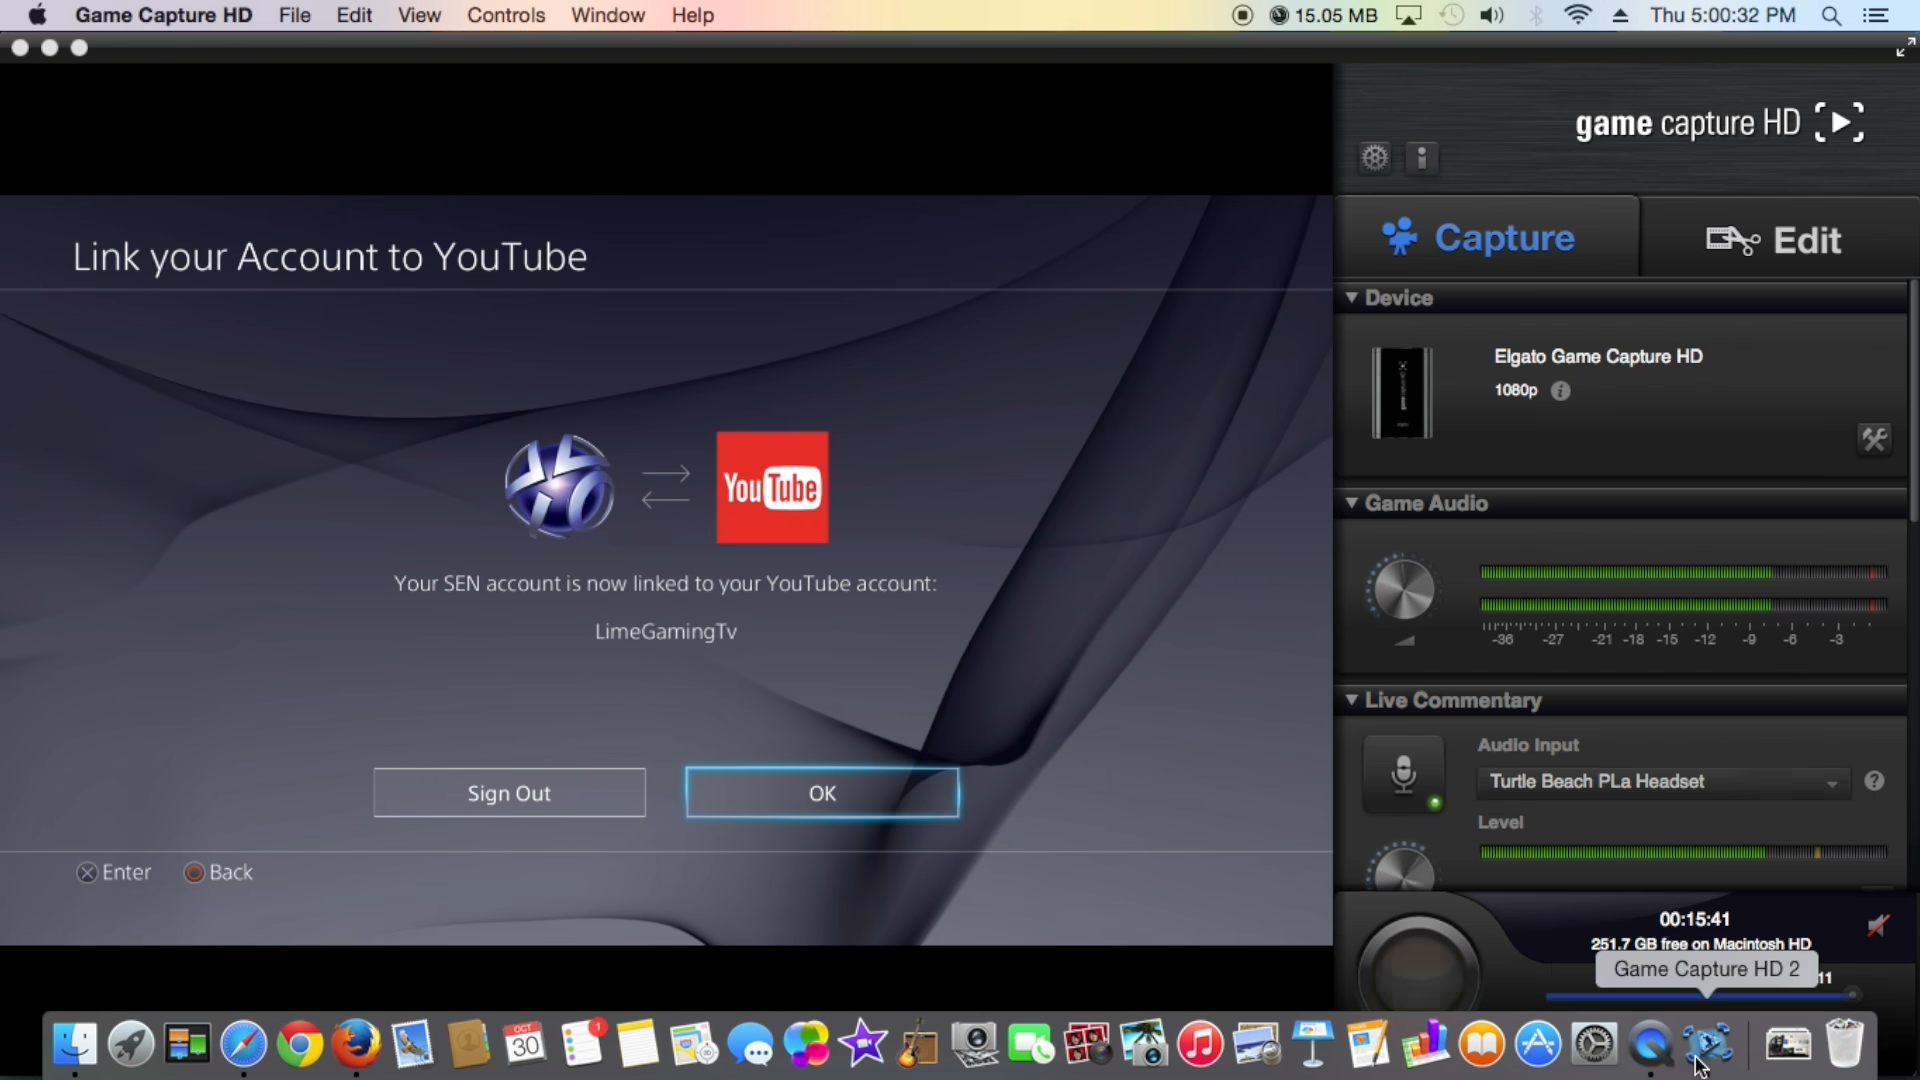 Game Capture HD File Edit View Controls Window Help 15.05 MB Thu 5:00:32 PM
game capture HD
Capture
Edit
Link your Account to YouTube
YouTube
Your SEN account is now linked to your YouTube account:
LimeGamingTv
Sign Out
OK
Enter Back
Device
Elgato Game Capture HD
1080p
Game Audio
-36 -27 -21 -18 -15 -12 -9 -6 -3
Live Commentary
Audio Input
Turtle Beach PLa Headset
Level
00:15:41
251.7 GB free on Macintosh HD
Game Capture HD 2
11
OCT
30
1